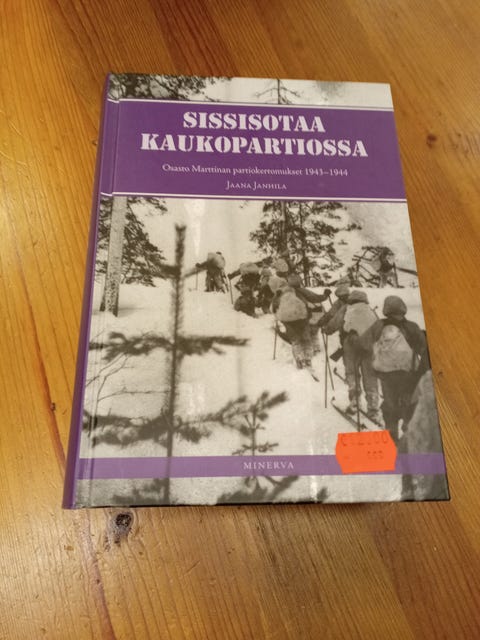 SISSISOTAA
KAUKOPARTIOSSA
Osasto Marttinan partiokertomukset 1943–1944
JAANA JANHILA
MINERVA